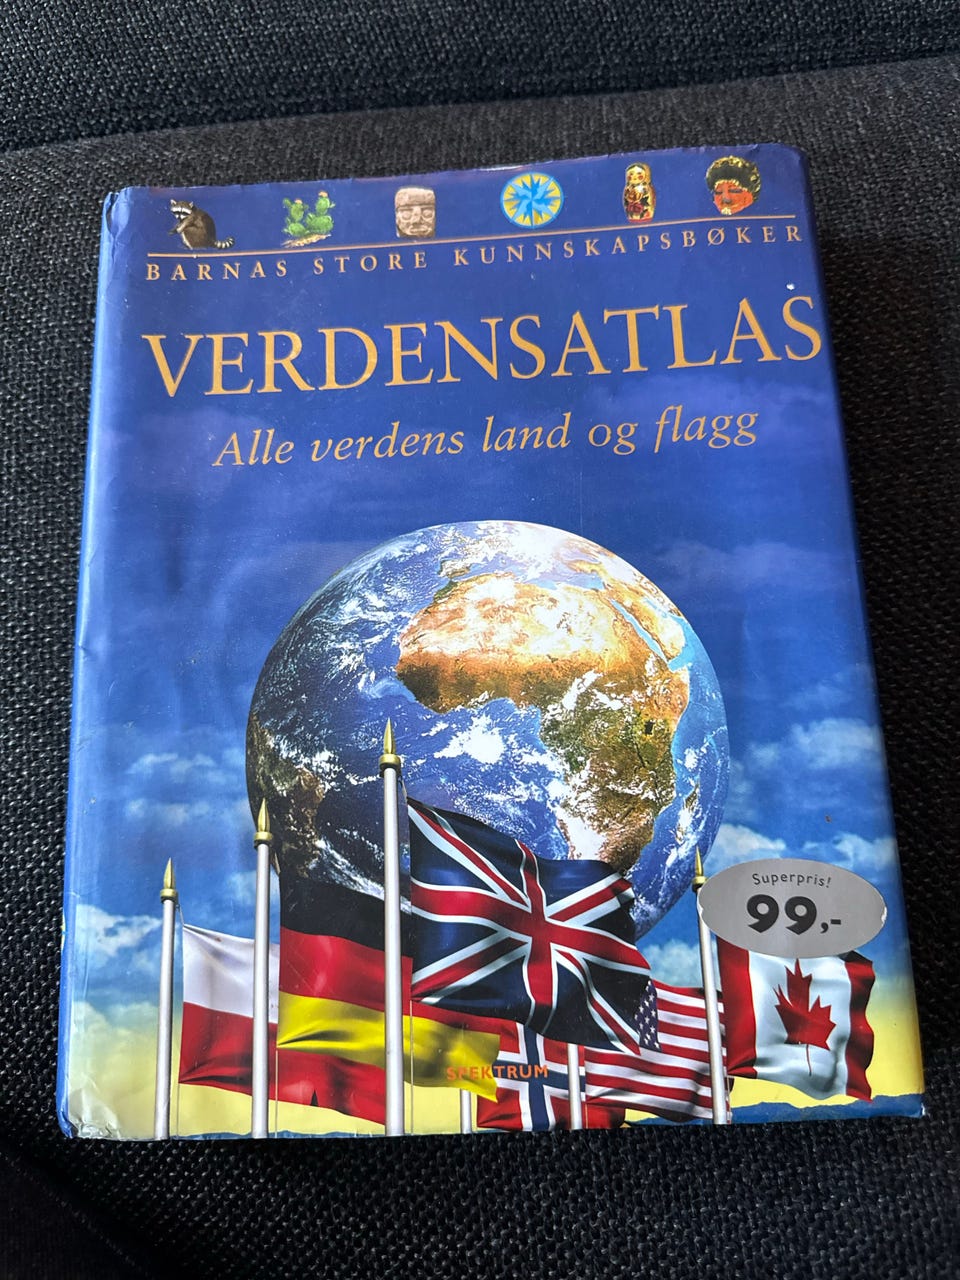 BARNAS STORE KUNNSKAPSBØKER
VERDENSATLAS
Alle verdens land og flagg
Superpris!
99,-
SPEKTRUM